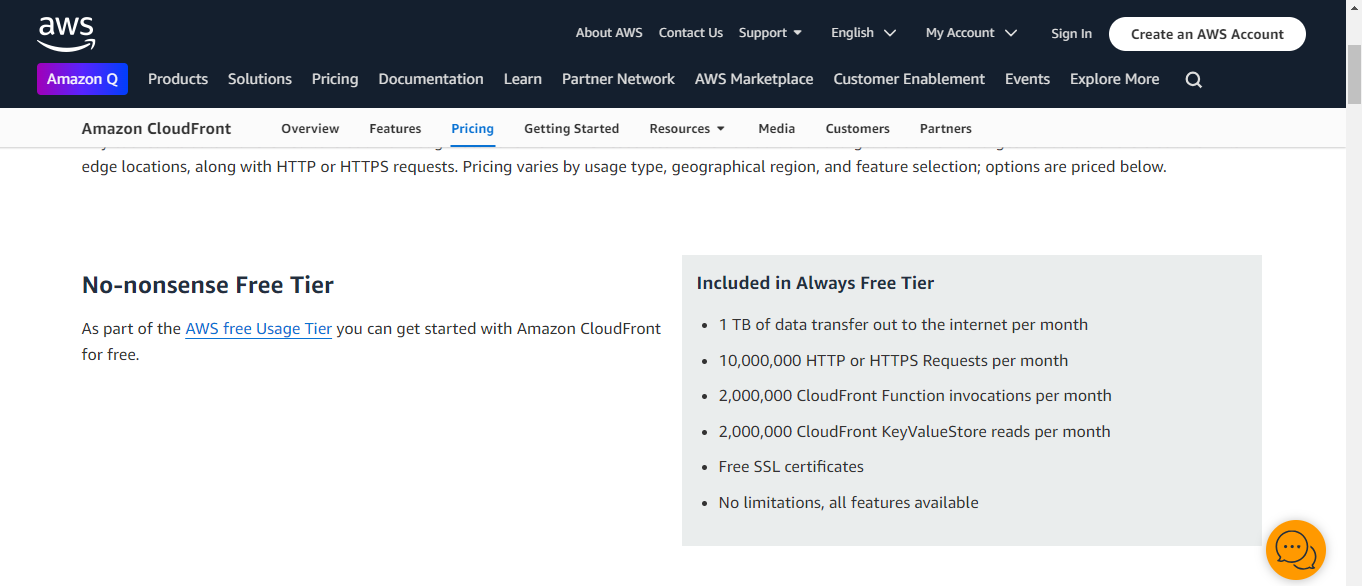 aws
About AWS Contact Us Support English My Account Sign In Create an AWS Account
Amazon Q Products Solutions Pricing Documentation Learn Partner Network AWS Marketplace Customer Enablement Events Explore More
Amazon CloudFront Overview Features Pricing Getting Started Resources Media Customers Partners
edge locations, along with HTTP or HTTPS requests. Pricing varies by usage type, geographical region, and feature selection; options are priced below.
No-nonsense Free Tier
As part of the AWS free Usage Tier you can get started with Amazon CloudFront
for free.
Included in Always Free Tier
• 1 TB of data transfer out to the internet per month
• 10,000,000 HTTP or HTTPS Requests per month
• 2,000,000 CloudFront Function invocations per month
• 2,000,000 CloudFront KeyValueStore reads per month
• Free SSL certificates
• No limitations, all features available